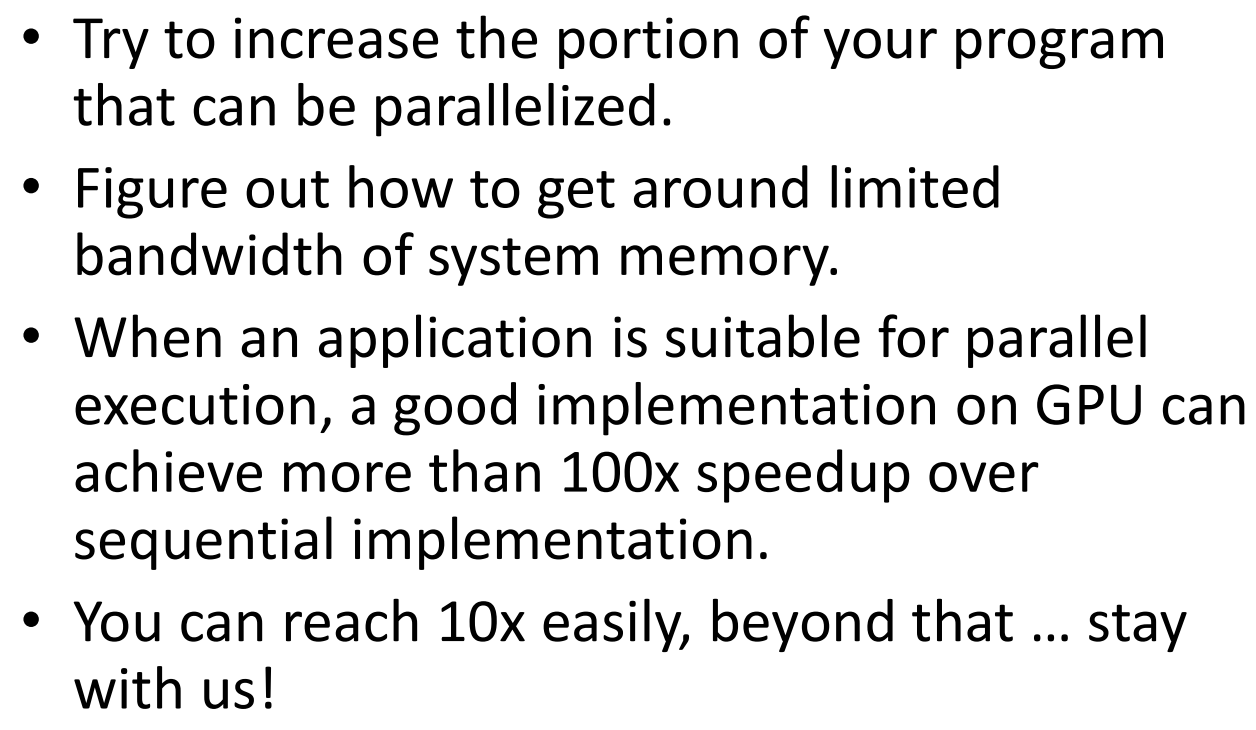 • Try to increase the portion of your program
that can be parallelized.
• Figure out how to get around limited
bandwidth of system memory.
• When an application is suitable for parallel
execution, a good implementation on GPU can
achieve more than 100x speedup over
sequential implementation.
• You can reach 10x easily, beyond that … stay
with us!